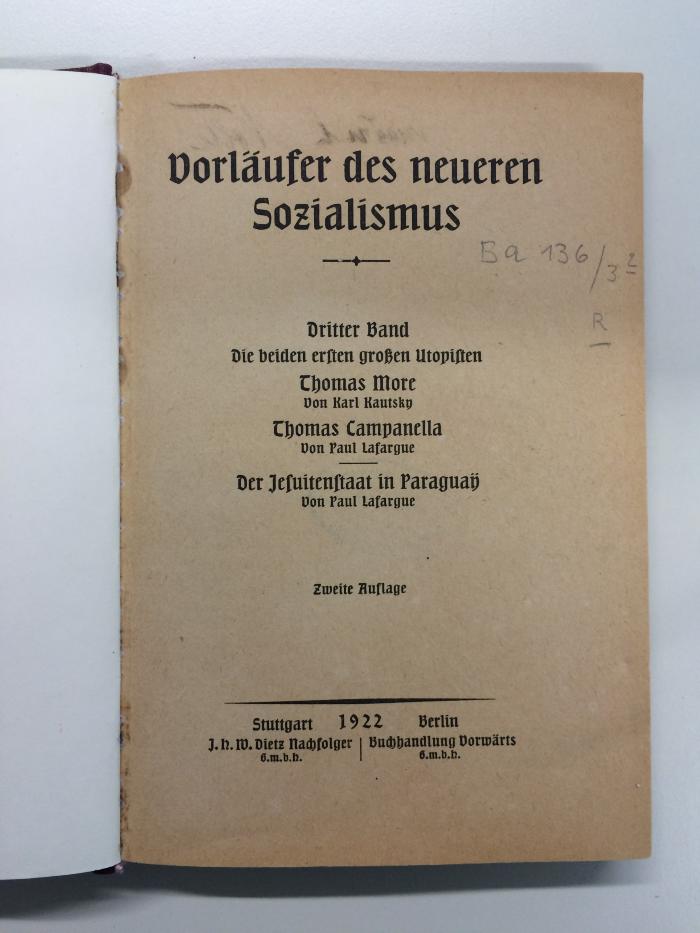 Vorläufer des neueren
Sozialismus
Ba 136/3²
R
Dritter Band
Die beiden ersten großen Utopisten
Thomas More
Von Karl Kautsky
Thomas Campanella
Von Paul Lafargue
Der Jesuitenstaat in Paraguay
Von Paul Lafargue
Zweite Auflage
Stuttgart 1922 Berlin
J. H. W. Dietz Nachfolger | Buchhandlung Vorwärts
G.m.b.H. G.m.b.H.